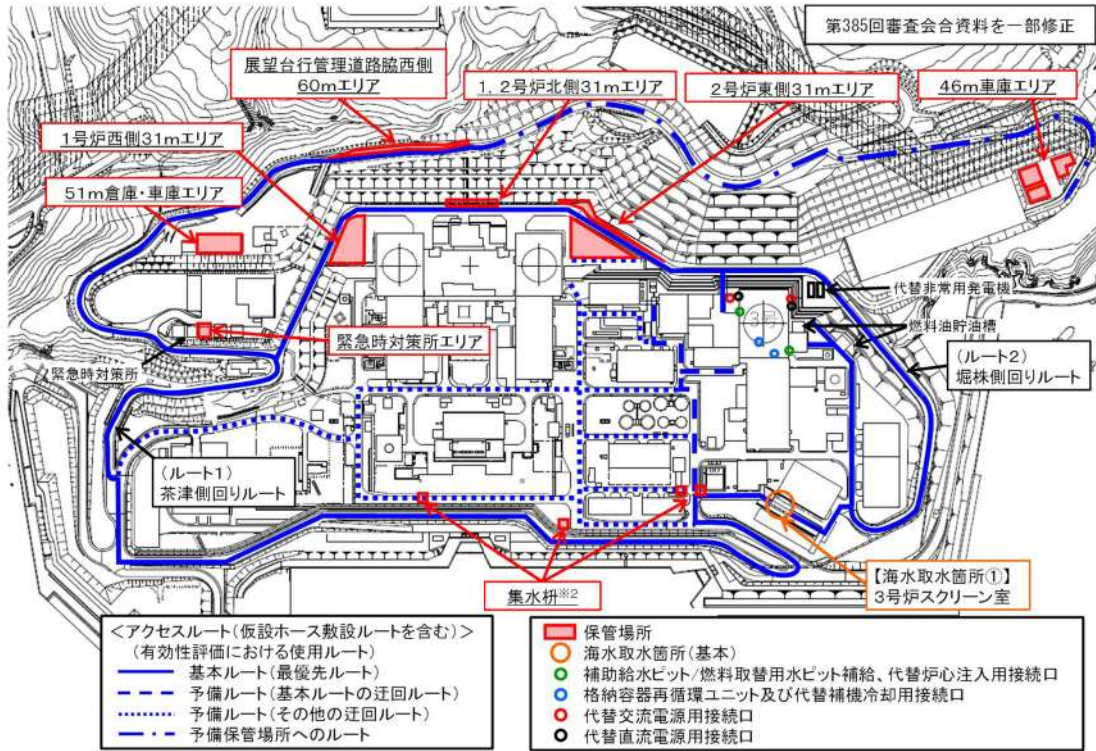 第385回審査会合資料を一部修正
展望台行管理道路脇西側
60mエリア
1, 2号炉北側31mエリア
2号炉東側31mエリア
46m車庫エリア
1号炉西側31mエリア
51m倉庫・車庫エリア
代替非常用発電機
3号
燃料油貯油槽
緊急時対策所エリア
緊急時対策所
(ルート2)
堀株側回りルート
(ルート1)
茶津側回りルート
集水枡※2
【海水取水箇所①】
3号炉スクリーン室
<アクセスルート(仮設ホース敷設ルートを含む)>
(有効性評価における使用ルート)
基本ルート(最優先ルート)
予備ルート(基本ルートの迂回ルート)
予備ルート(その他の迂回ルート)
予備保管場所へのルート
保管場所
海水取水箇所(基本)
補助給水ピット/燃料取替用水ピット補給、代替炉心注入用接続口
格納容器再循環ユニット及び代替補機冷却用接続口
代替交流電源用接続口
代替直流電源用接続口